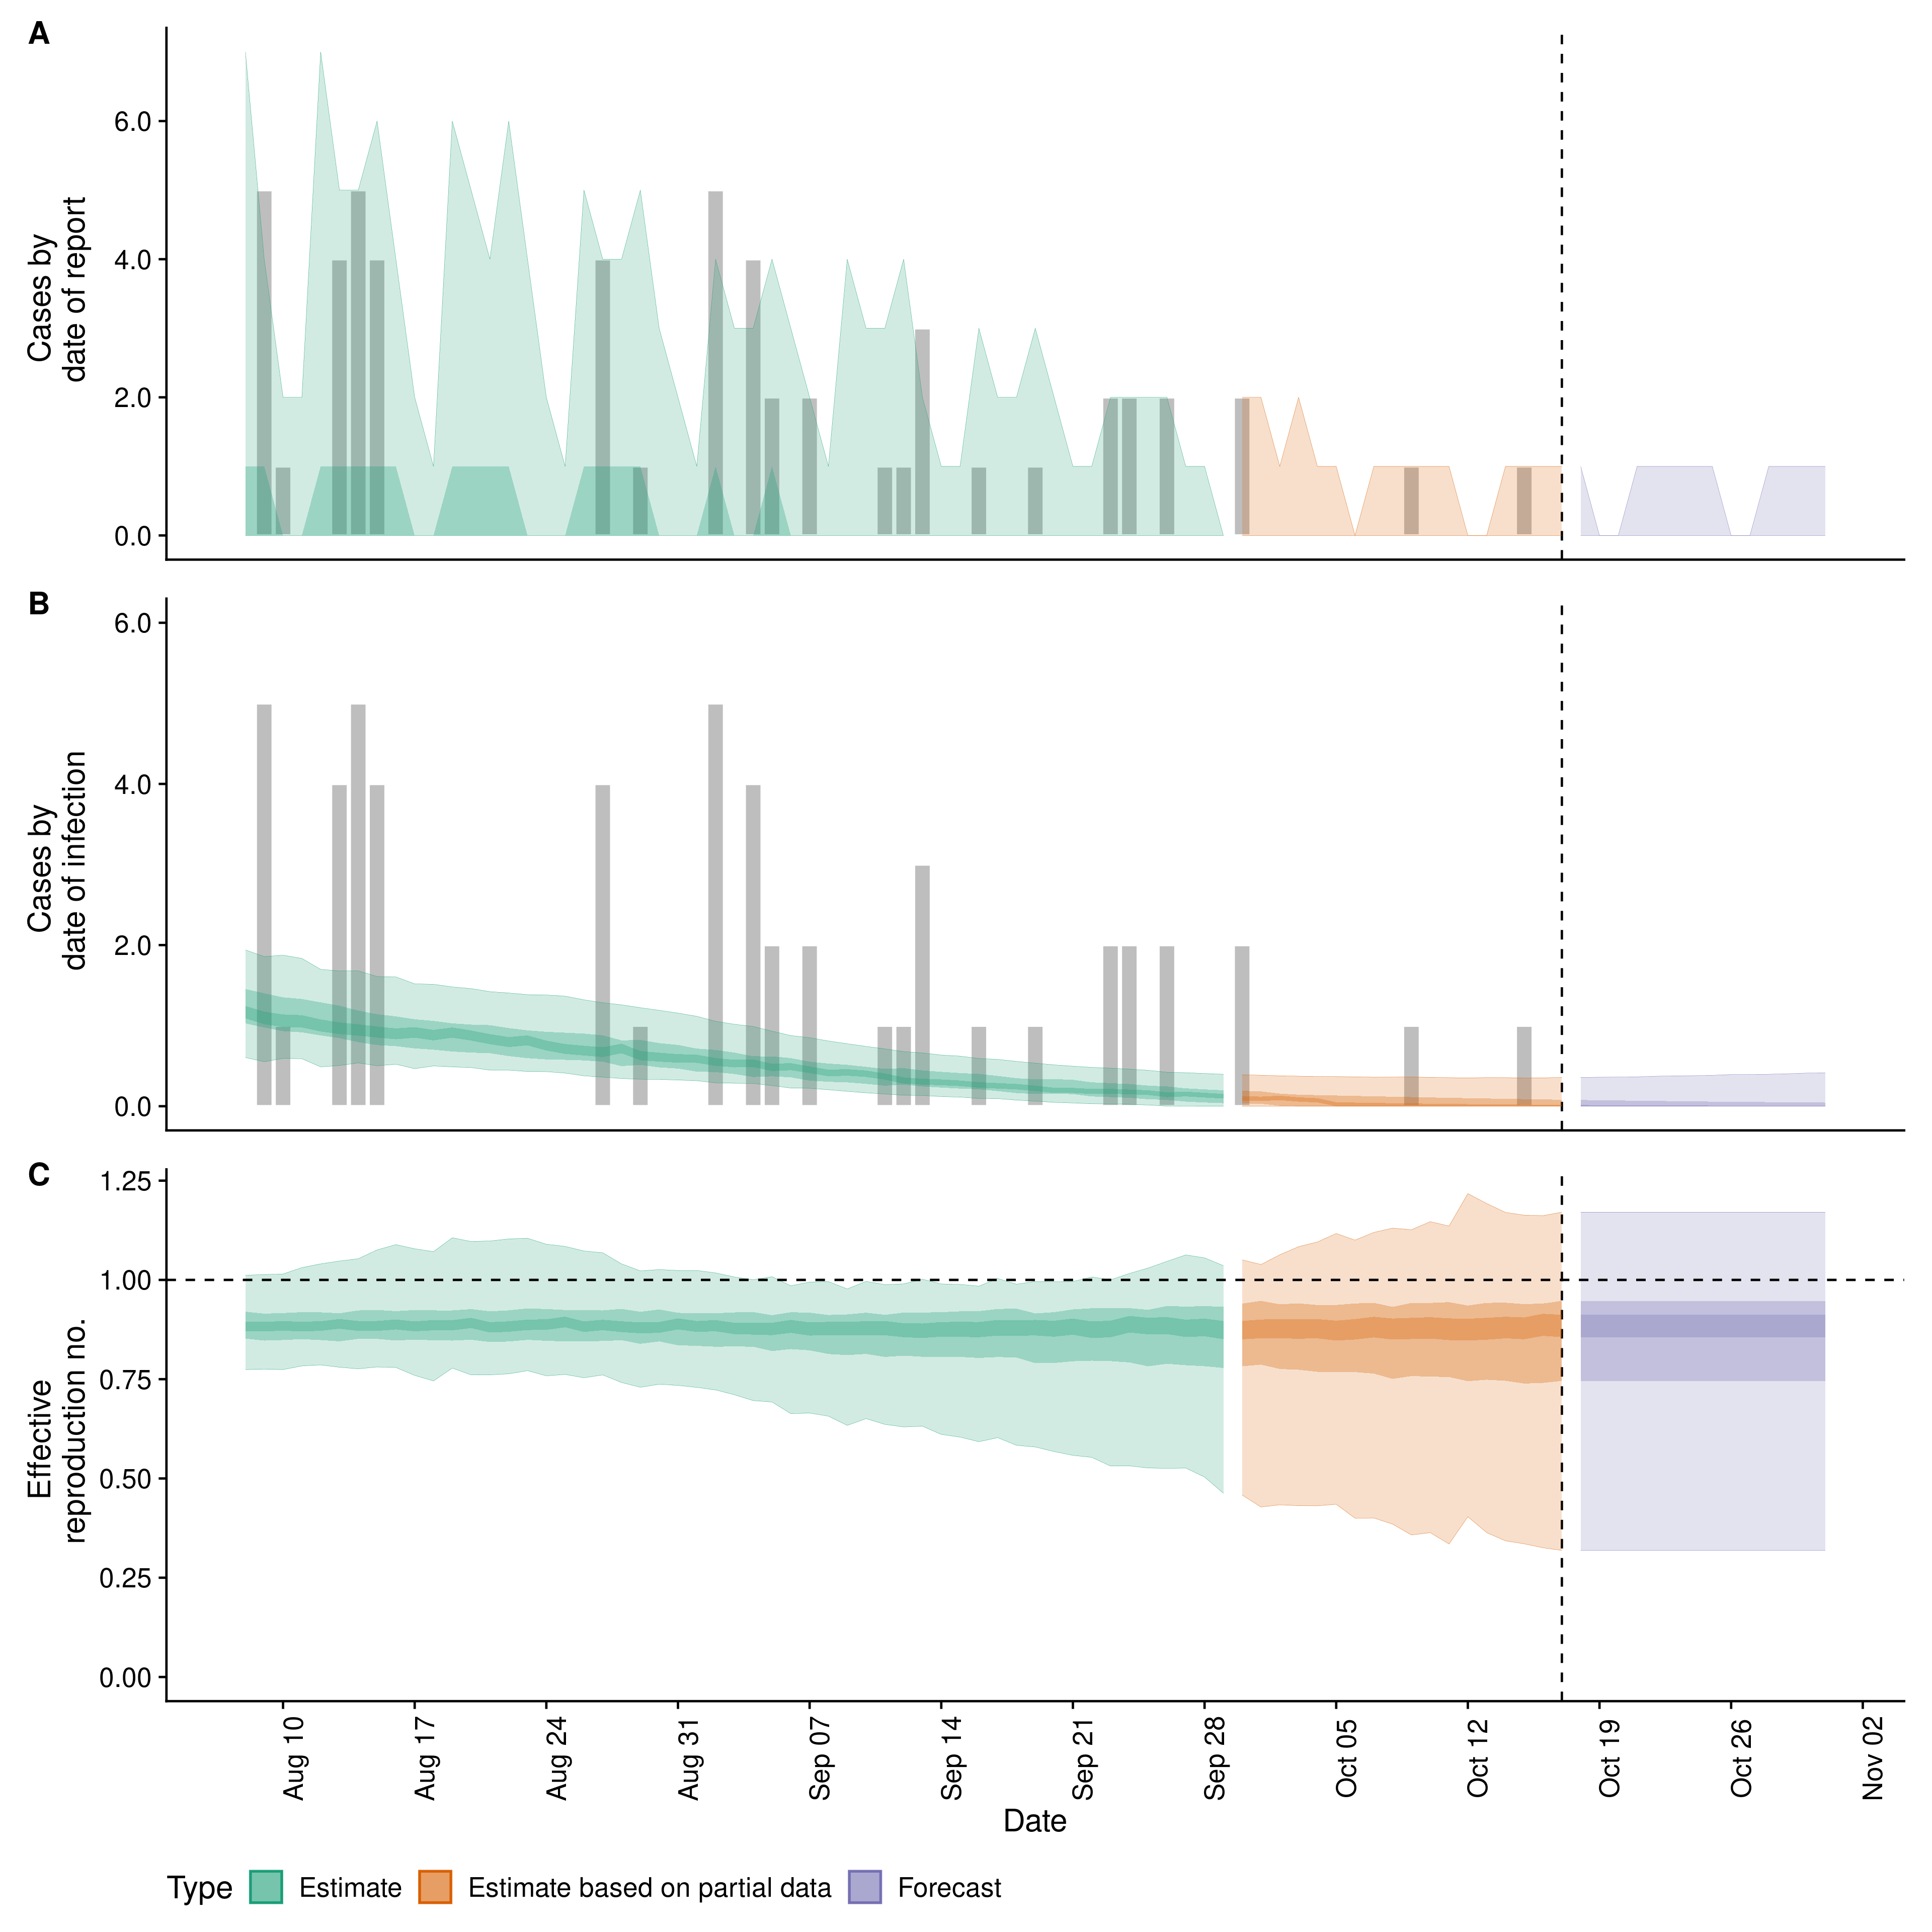 A
Cases by
date of report
6.0
4.0
2.0
0.0
B
Cases by
date of infection
6.0
4.0
2.0
0.0
C
Effective
reproduction no.
1.25
1.00
0.75
0.50
0.25
0.00
Aug 10
Aug 17
Aug 24
Aug 31
Sep 07
Sep 14
Sep 21
Sep 28
Oct 05
Oct 12
Oct 19
Oct 26
Nov 02
Date
Type Estimate Estimate based on partial data Forecast